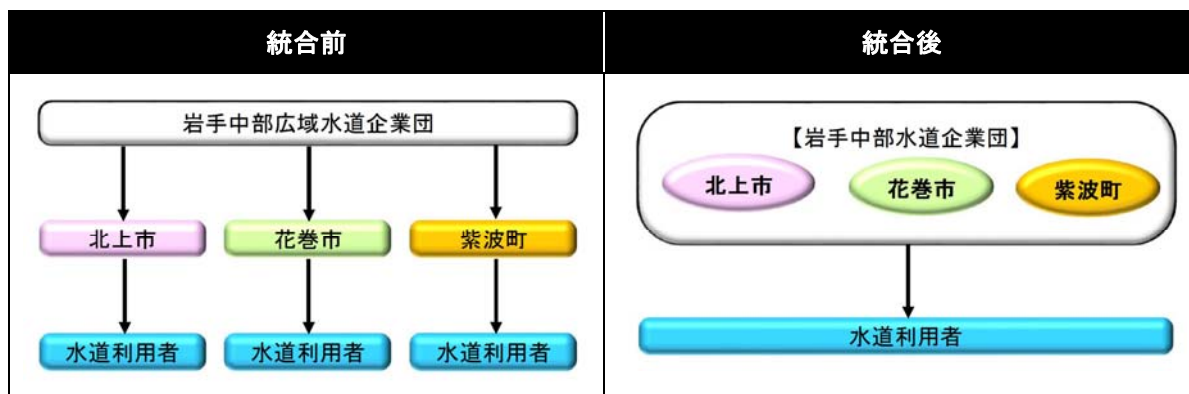 統合前
統合後
岩手中部広域水道企業団
北上市
花巻市
紫波町
水道利用者
水道利用者
水道利用者
【岩手中部水道企業団】
北上市
花巻市
紫波町
水道利用者